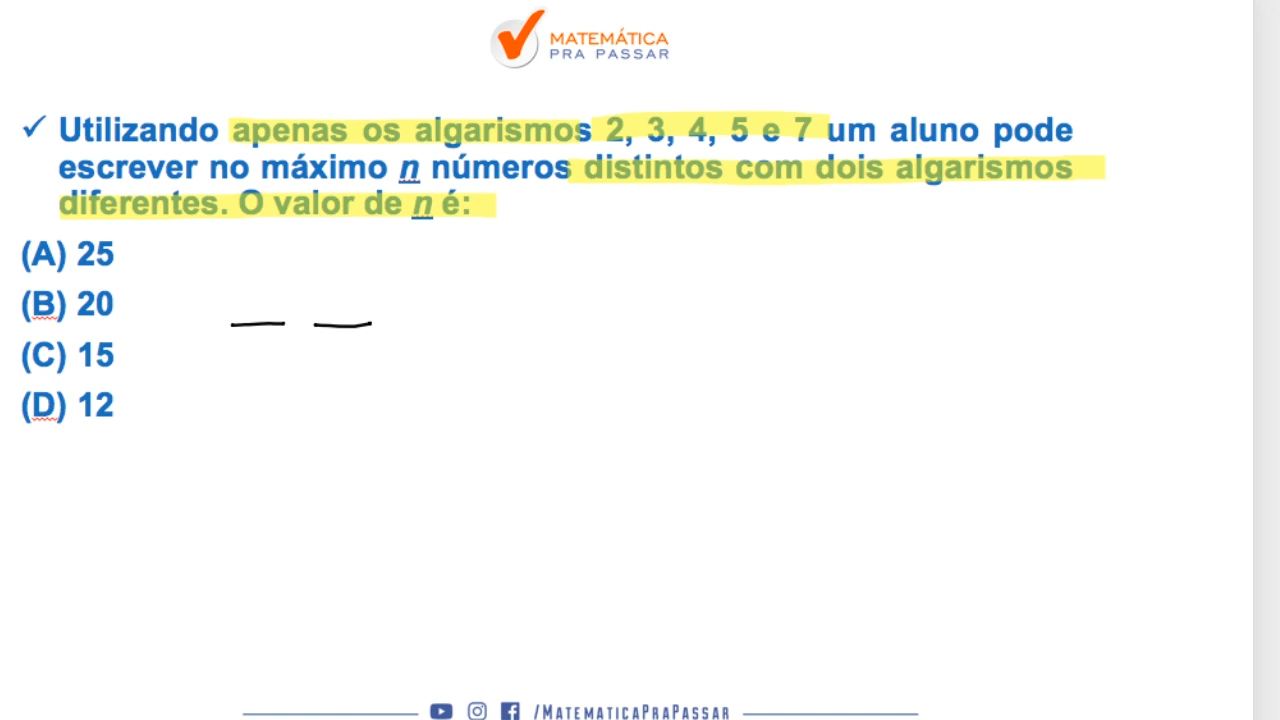 MATEMÁTICA
PRA PASSAR
✓ Utilizando apenas os algarismos 2, 3, 4, 5 e 7 um aluno pode
escrever no máximo n números distintos com dois algarismos
diferentes. O valor de n é:
(A) 25
(B) 20
(C) 15
(D) 12
/MATEMATICAPRAPASSAR